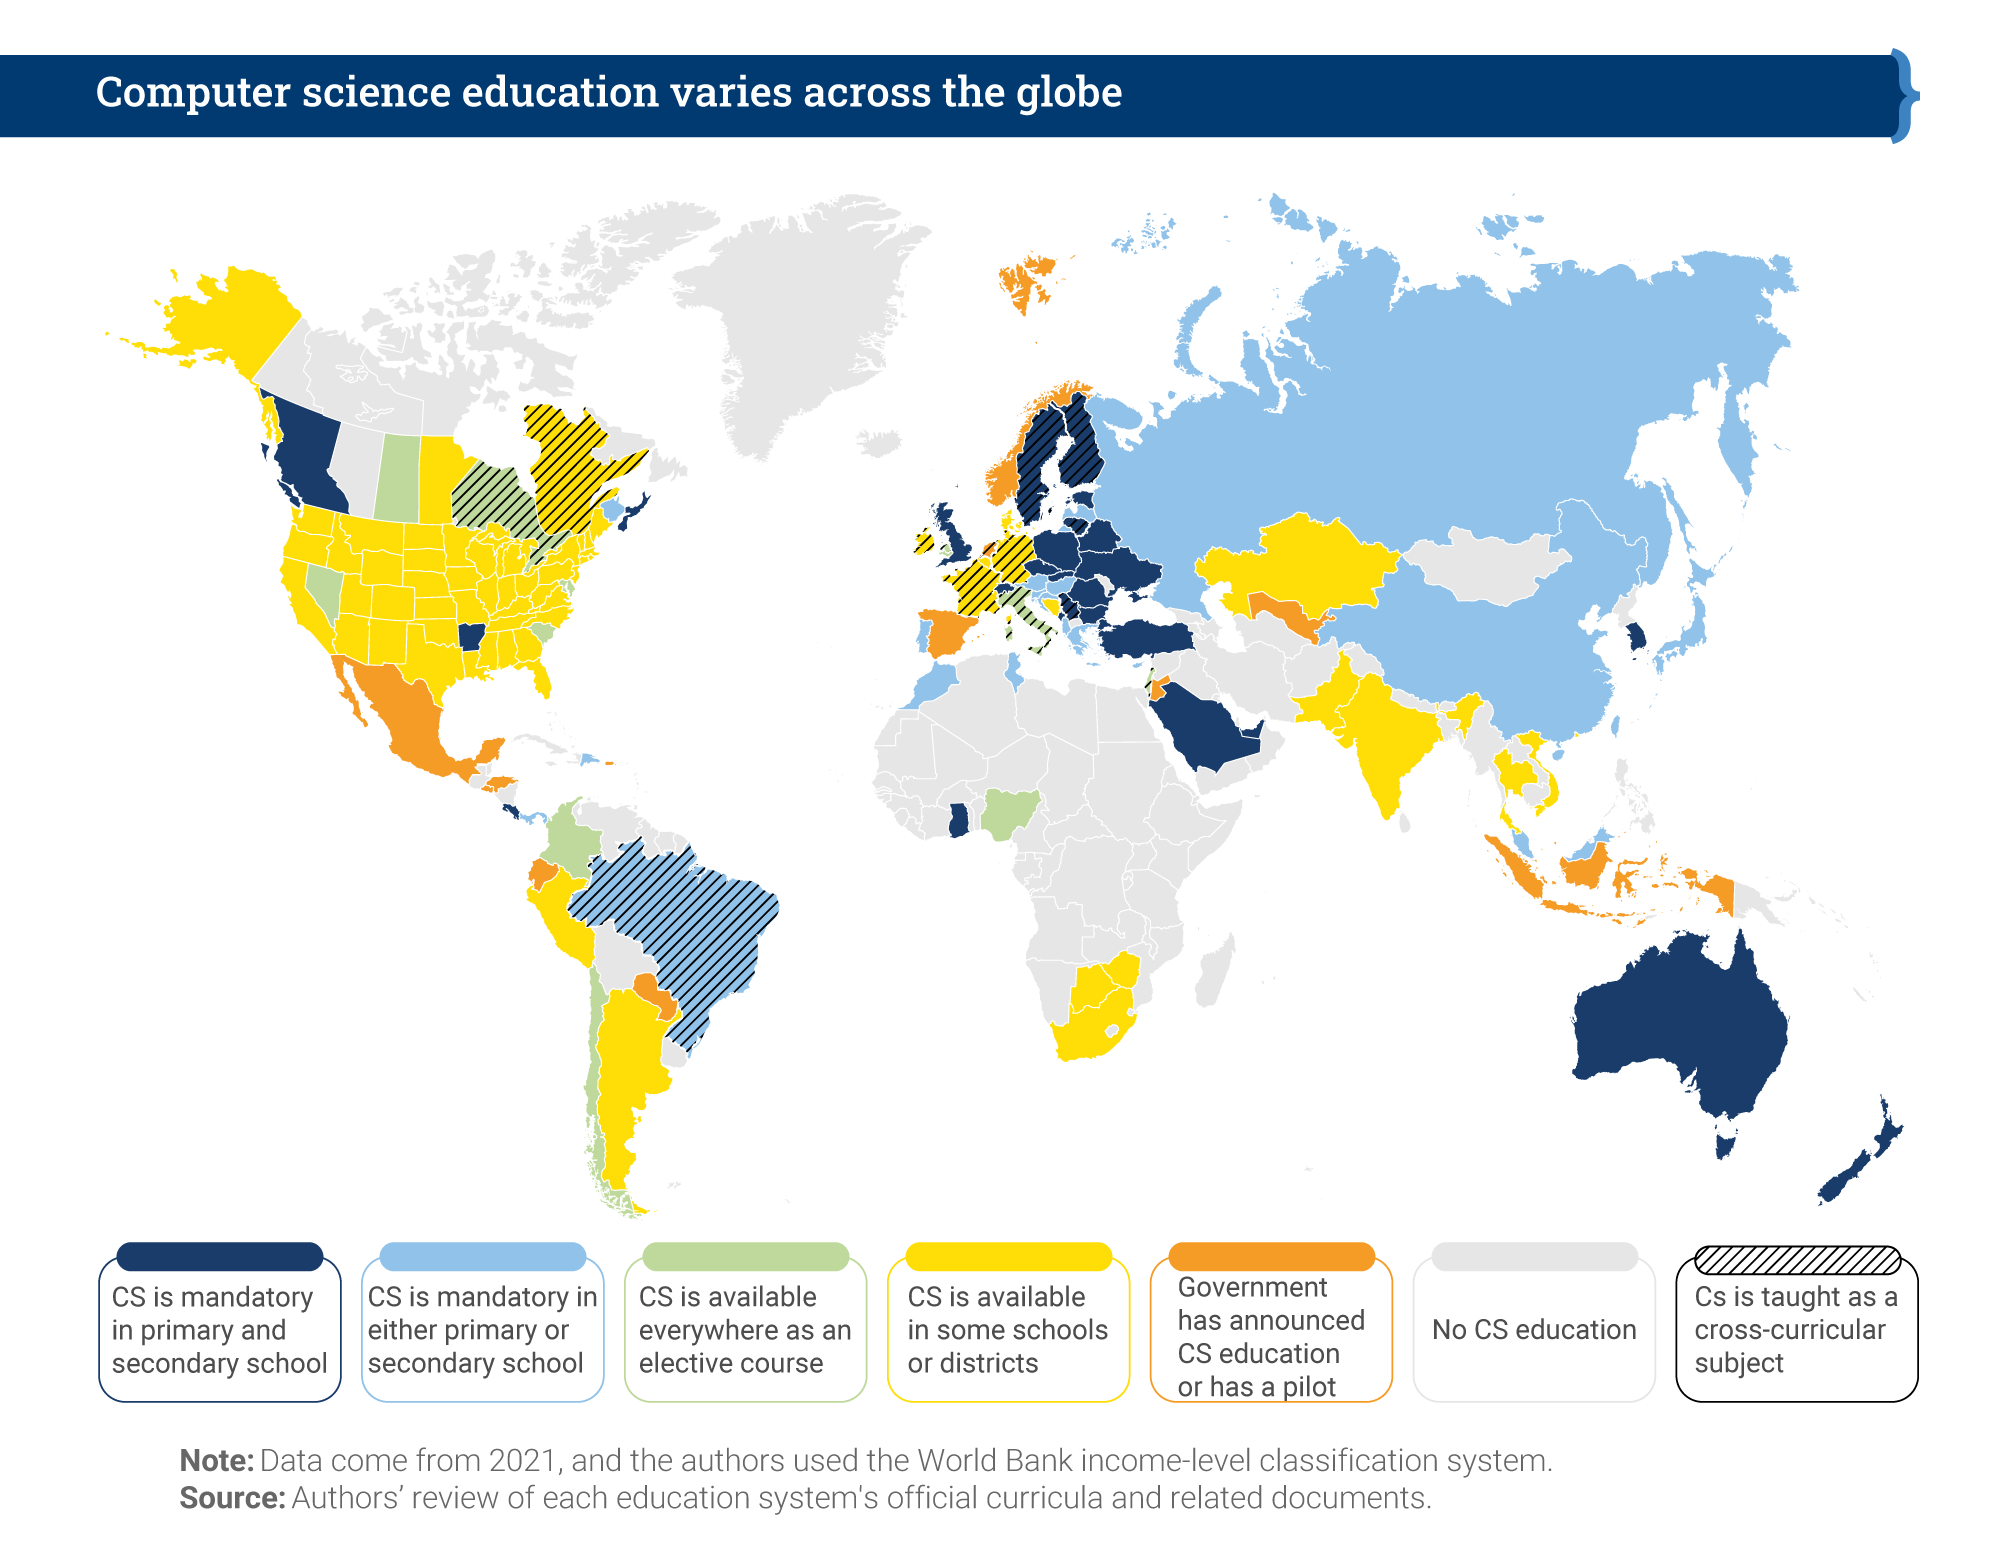 Computer science education varies across the globe
CS is mandatory
in primary and
secondary school
CS is mandatory in
either primary or
secondary school
CS is available
everywhere as an
elective course
CS is available
in some schools
or districts
Government
has announced
CS education
or has a pilot
No CS education
Cs is taught as a
cross-curricular
subject
Note: Data come from 2021, and the authors used the World Bank income-level classification system.
Source: Authors’ review of each education system's official curricula and related documents.